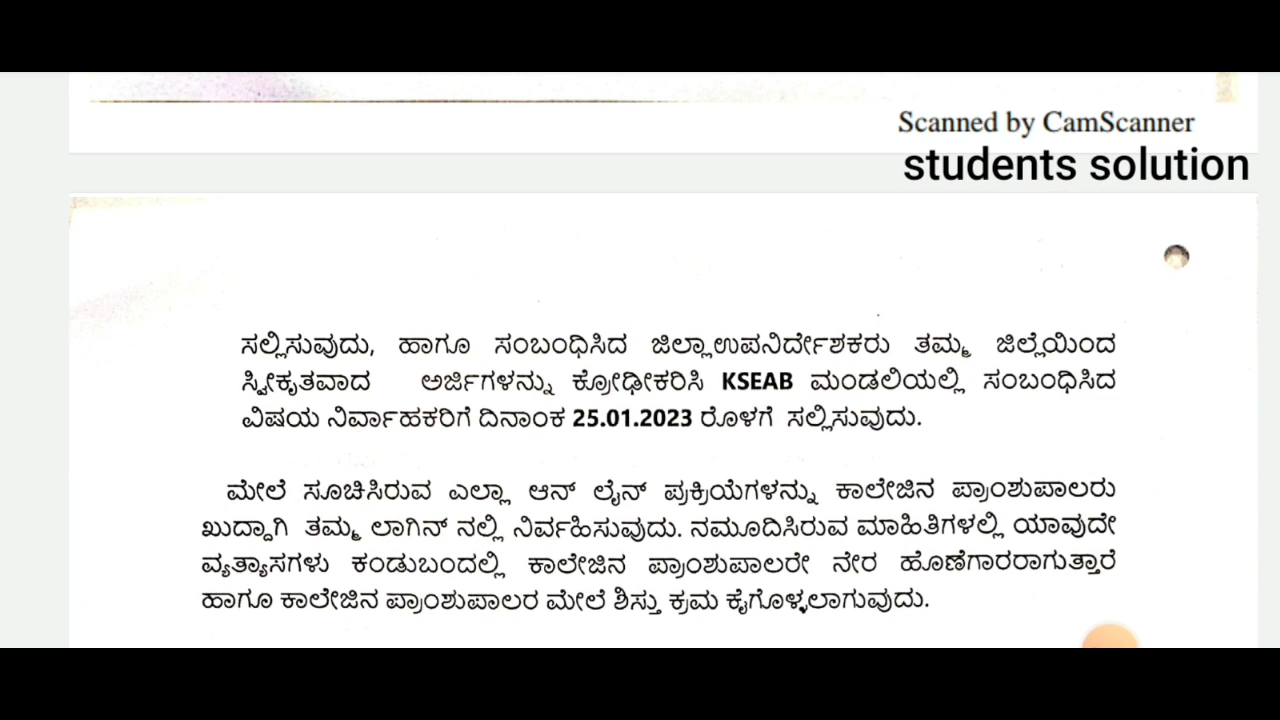 Scanned by CamScanner
students solution
ಸಲ್ಲಿಸುವುದು, ಹಾಗೂ ಸಂಬಂಧಿಸಿದ ಜಿಲ್ಲಾಉಪನಿರ್ದೇಶಕರು ತಮ್ಮ ಜಿಲ್ಲೆಯಿಂದ
ಸ್ವೀಕೃತವಾದ ಅರ್ಜಿಗಳನ್ನು ಕ್ರೋಢೀಕರಿಸಿ KSEAB ಮಂಡಲಿಯಲ್ಲಿ ಸಂಬಂಧಿಸಿದ
ವಿಷಯ ನಿರ್ವಾಹಕರಿಗೆ ದಿನಾಂಕ 25.01.2023 ರೊಳಗೆ ಸಲ್ಲಿಸುವುದು.
ಮೇಲೆ ಸೂಚಿಸಿರುವ ಎಲ್ಲಾ ಆನ್ ಲೈನ್ ಪ್ರಕ್ರಿಯೆಗಳನ್ನು ಕಾಲೇಜಿನ ಪ್ರಾಂಶುಪಾಲರು
ಖುದ್ದಾಗಿ ತಮ್ಮ ಲಾಗಿನ್ ನಲ್ಲಿ ನಿರ್ವಹಿಸುವುದು. ನಮೂದಿಸಿರುವ ಮಾಹಿತಿಗಳಲ್ಲಿ ಯಾವುದೇ
ವ್ಯತ್ಯಾಸಗಳು ಕಂಡುಬಂದಲ್ಲಿ ಕಾಲೇಜಿನ ಪ್ರಾಂಶುಪಾಲರೇ ನೇರ ಹೊಣೆಗಾರರಾಗುತ್ತಾರೆ
ಹಾಗೂ ಕಾಲೇಜಿನ ಪ್ರಾಂಶುಪಾಲರ ಮೇಲೆ ಶಿಸ್ತು ಕ್ರಮ ಕೈಗೊಳ್ಳಲಾಗುವುದು.